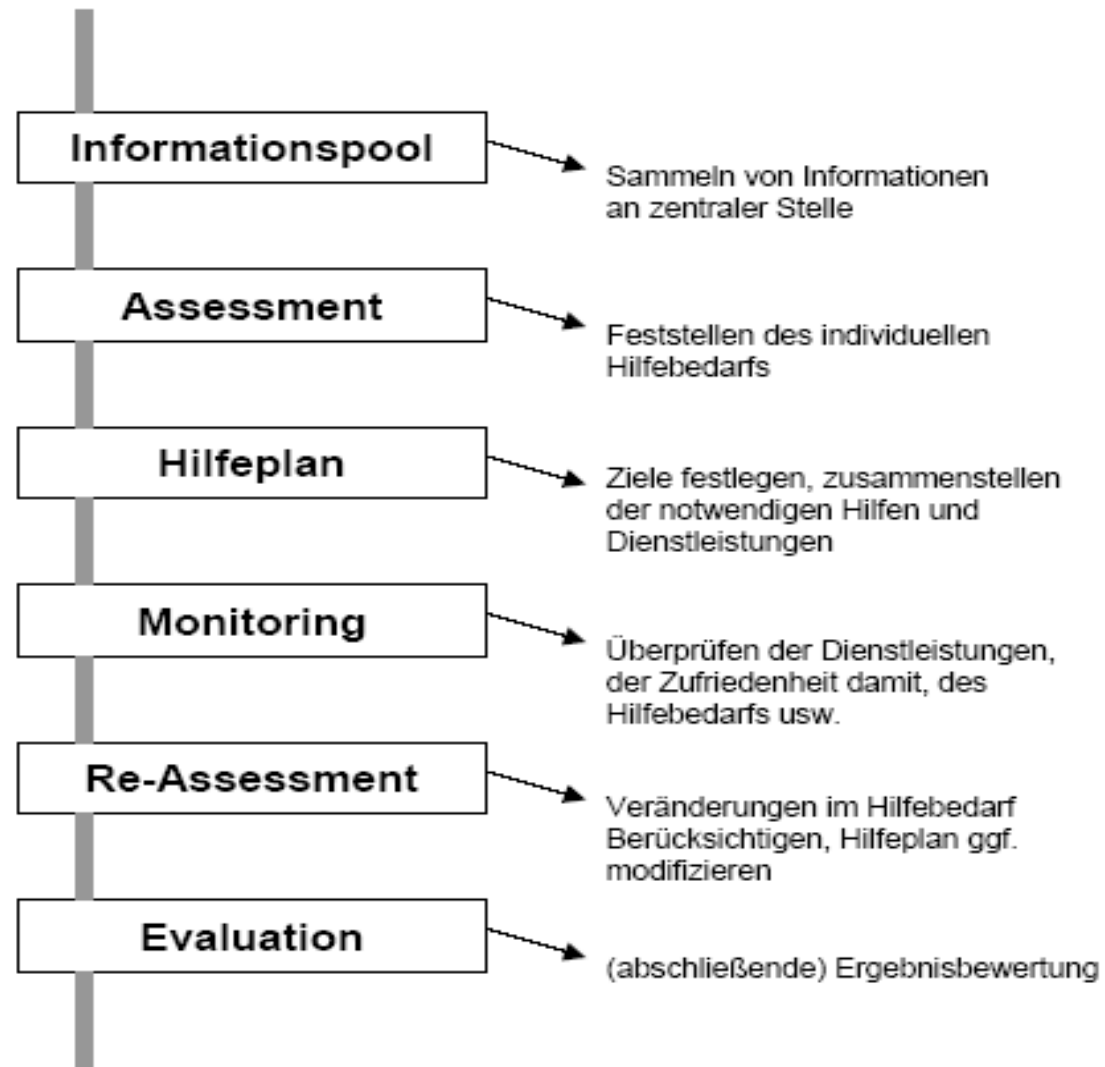 Informationspool
Sammeln von Informationen
an zentraler Stelle
Assessment
Feststellen des individuellen
Hilfebedarfs
Hilfeplan
Ziele festlegen, zusammenstellen
der notwendigen Hilfen und
Dienstleistungen
Monitoring
Überprüfen der Dienstleistungen,
der Zufriedenheit damit, des
Hilfebedarfs usw.
Re-Assessment
Veränderungen im Hilfebedarf
Berücksichtigen, Hilfeplan ggf.
modifizieren
Evaluation
(abschließende) Ergebnisbewertung